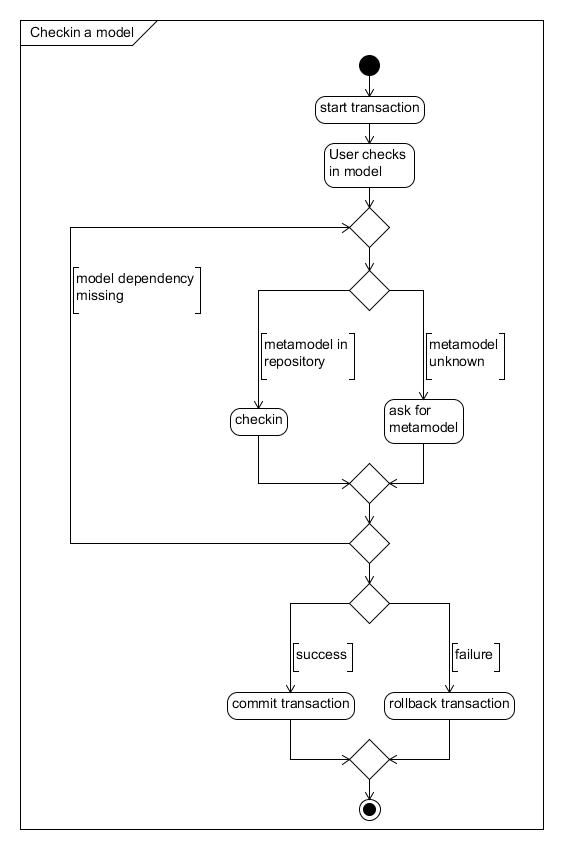 Checkin a model
start transaction
User checks
in model
model dependency
missing
metamodel in
repository
metamodel
unknown
checkin
ask for
metamodel
success
failure
commit transaction
rollback transaction